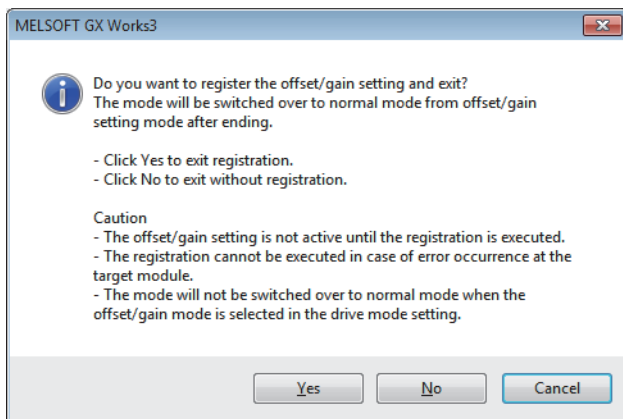 MELSOFT GX Works3
Do you want to register the offset/gain setting and exit?
The mode will be switched over to normal mode from offset/gain
setting mode after ending.
- Click Yes to exit registration.
- Click No to exit without registration.
Caution
- The offset/gain setting is not active until the registration is executed.
- The registration cannot be executed in case of error occurrence at the
target module.
- The mode will not be switched over to normal mode when the
offset/gain mode is selected in the drive mode setting.
Yes No Cancel